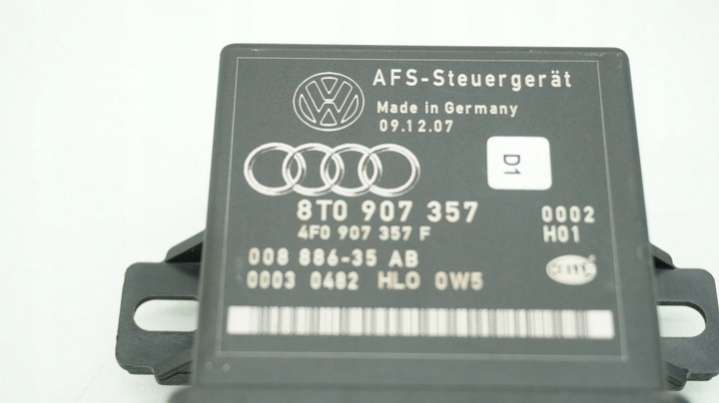 AFS-Steuergerät
Made in Germany
09.12.07
D1
8T0 907 357
0002
4F0 907 357 F
H01
008 886-35 AB
0003 0482 HLO 0W5